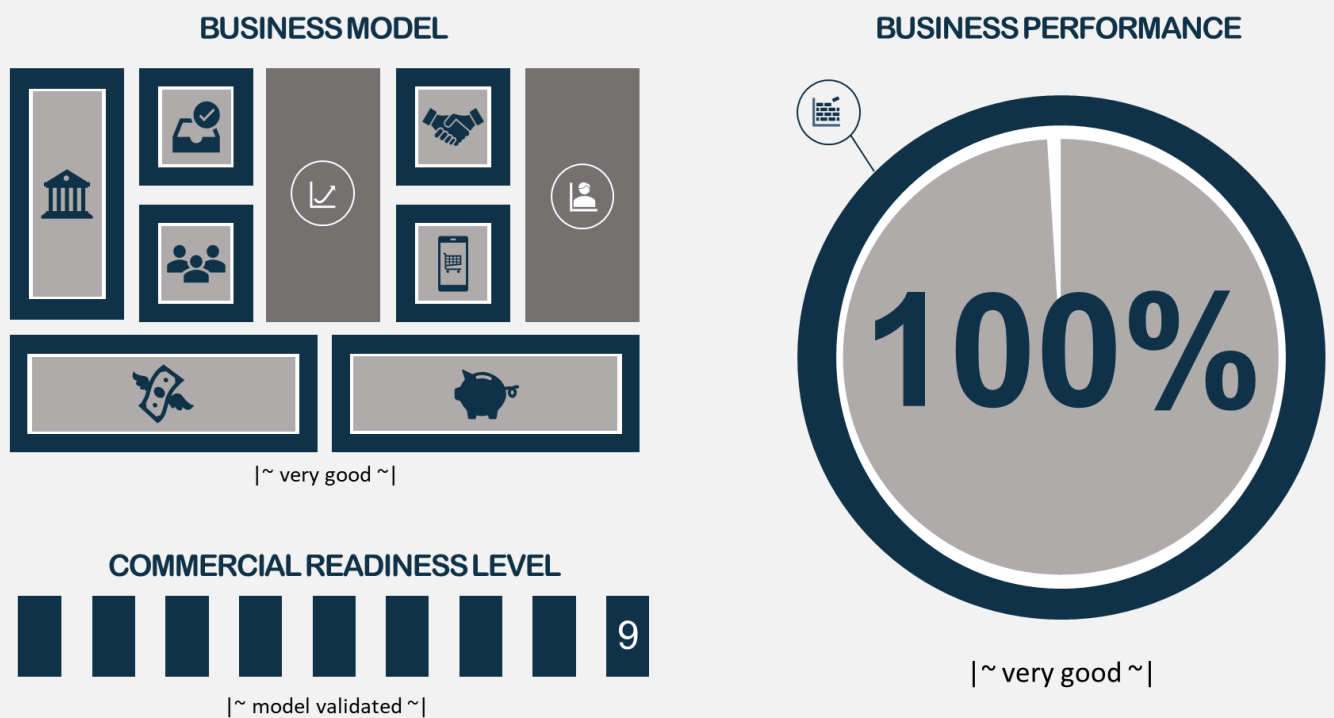 BUSINESS MODEL
|~ very good ~|
COMMERCIAL READINESS LEVEL
9
|~ model validated ~|
BUSINESS PERFORMANCE
100%
|~ very good ~|